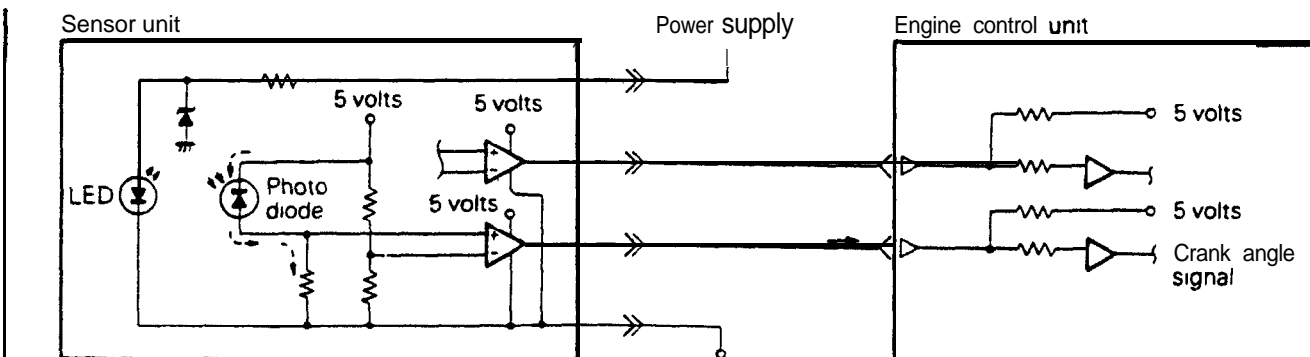 Sensor unit
Power supply
Engine control unit
5 volts
5 volts
5 volts
LED
Photo
diode
5 volts
+
-
+
-
5 volts
Crank angle
signal